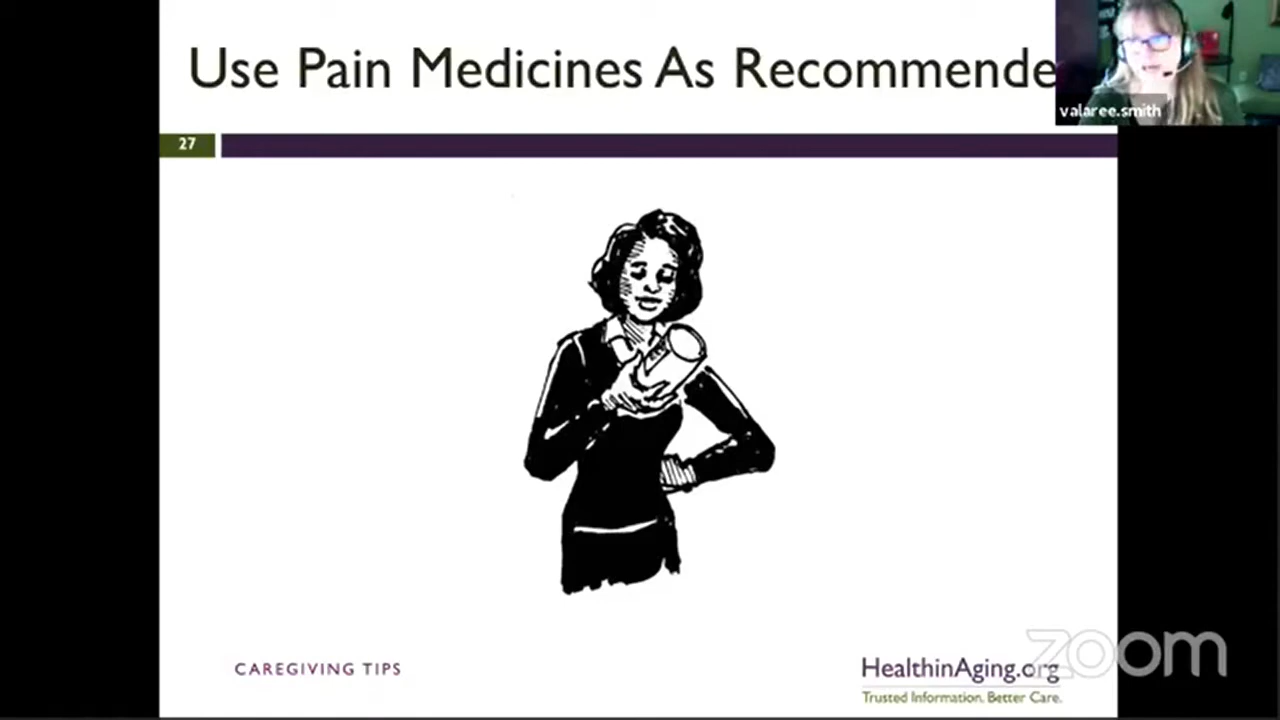 Use Pain Medicines As Recommende
valaree.smith
27
CAREGIVING TIPS
HealthinAging.org
Trusted Information. Better Care.
zoom